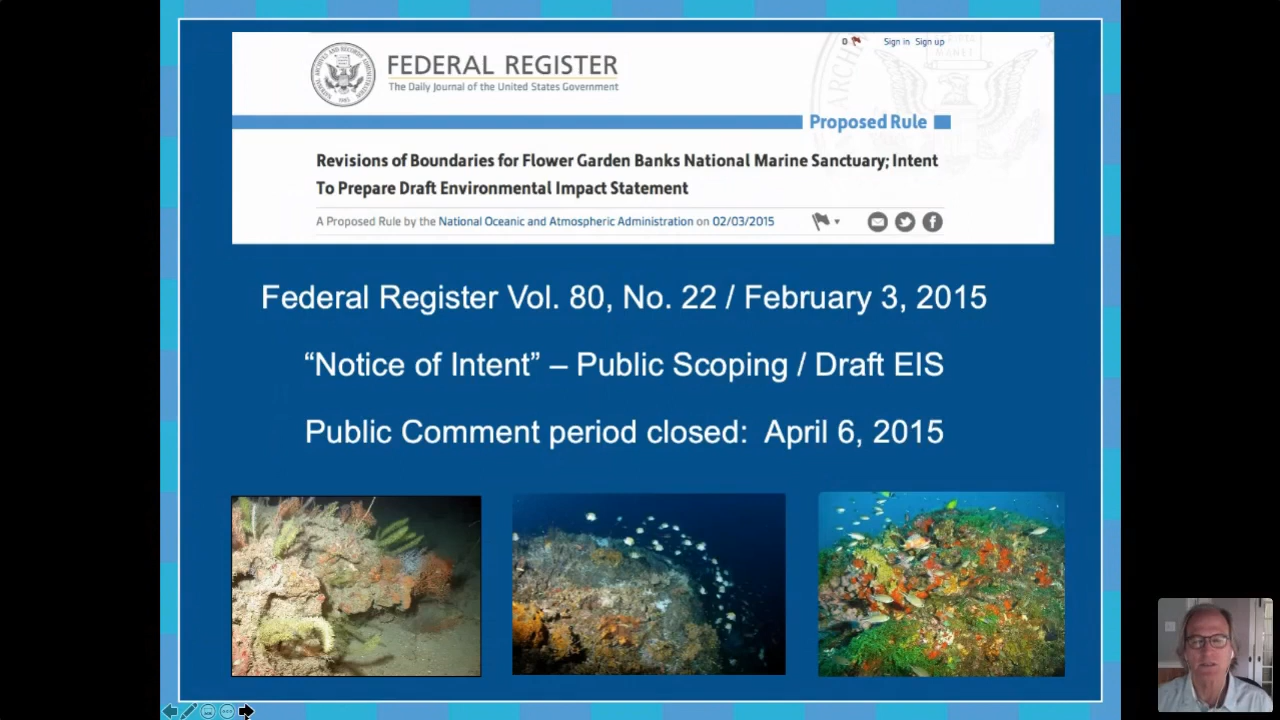 0
Sign in Sign up
FEDERAL REGISTER
The Daily Journal of the United States Government
Proposed Rule
Revisions of Boundaries for Flower Garden Banks National Marine Sanctuary; Intent
To Prepare Draft Environmental Impact Statement
A Proposed Rule by the National Oceanic and Atmospheric Administration on 02/03/2015
Federal Register Vol. 80, No. 22 / February 3, 2015
“Notice of Intent” – Public Scoping / Draft EIS
Public Comment period closed: April 6, 2015